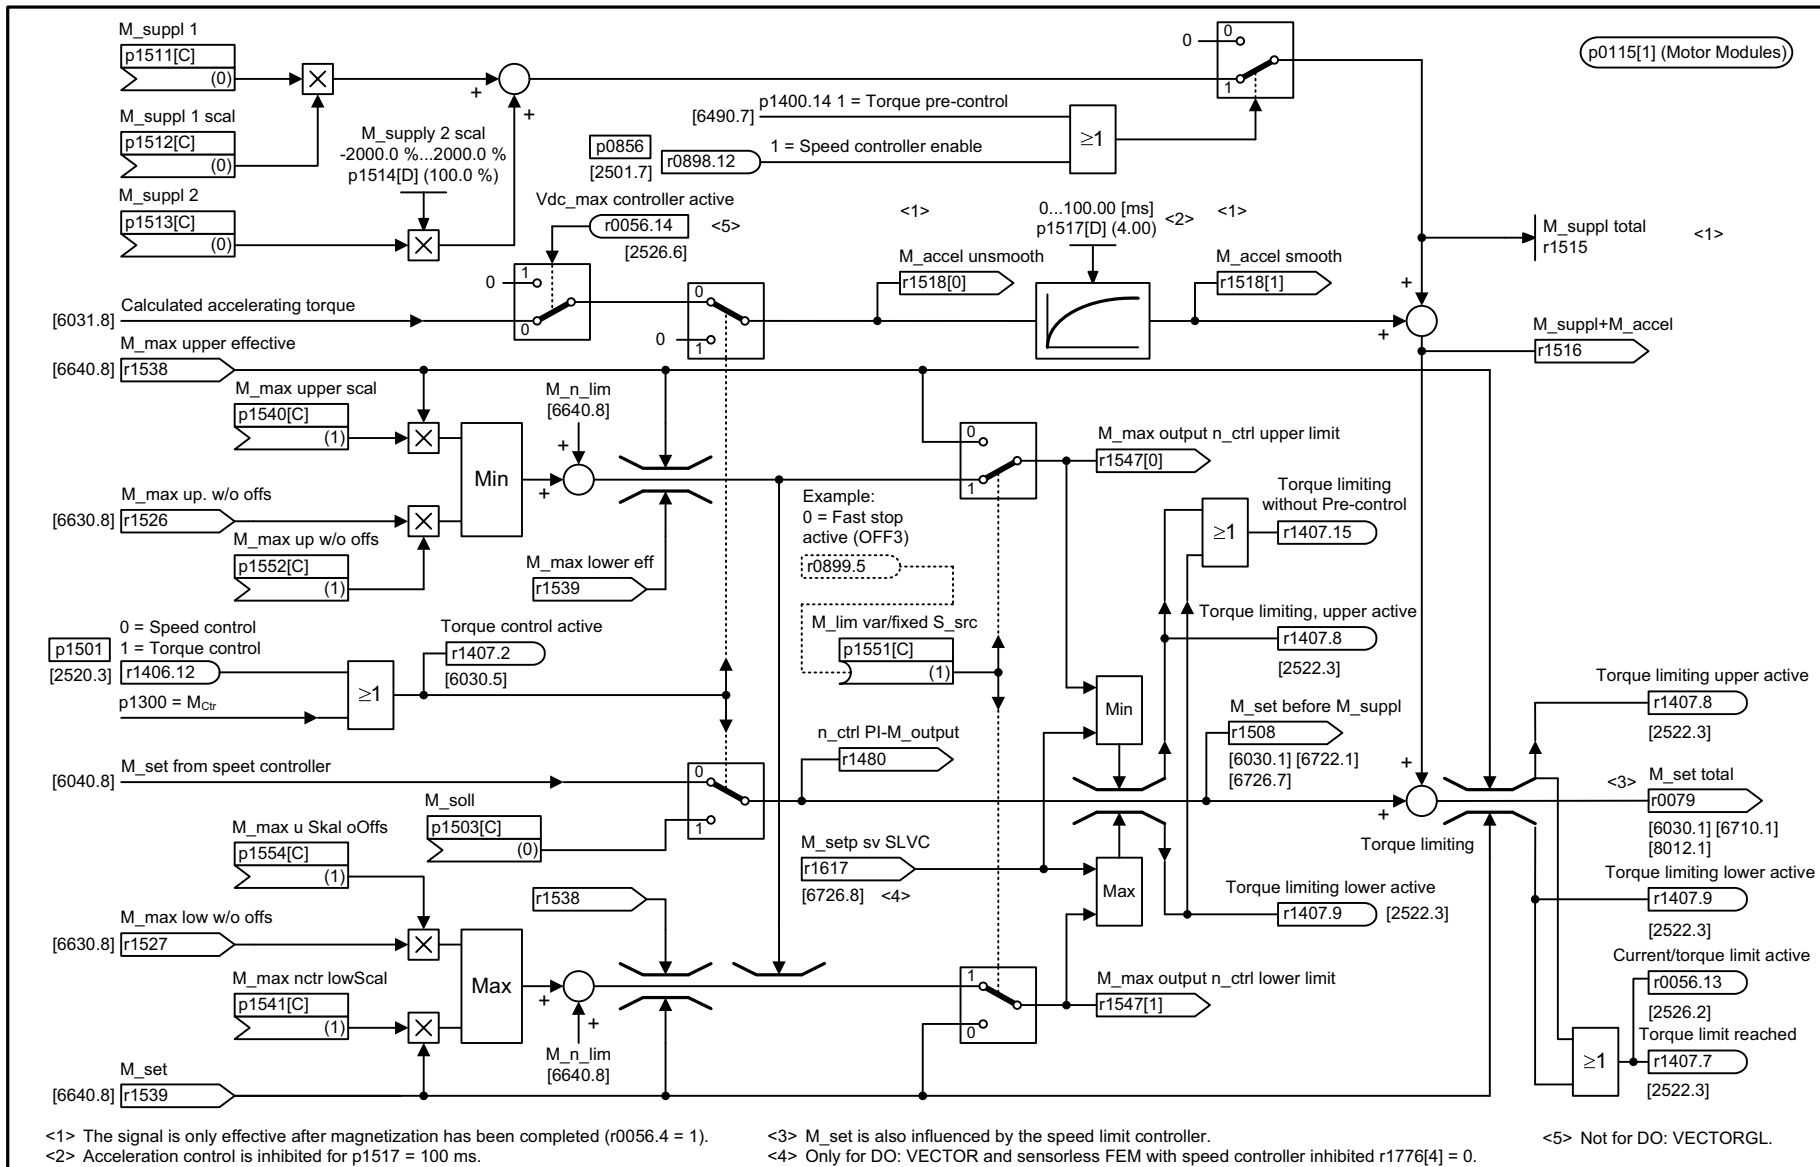 M_suppl 1
p1511[C]
(0)
M_suppl 1 scal
p1512[C]
(0)
M_suppl 2
p1513[C]
(0)
M_supply 2 scal
-2000.0 %...2000.0 %
p1514[D] (100.0 %)
+
+
p1400.14 1 = Torque pre-control
[6490.7]
p0856
[2501.7]
r0898.12
1 = Speed controller enable
≥1
0
0
1
p0115[1] (Motor Modules)
Vdc_max controller active
r0056.14
<5>
[2526.6]
0
1
0
0
0
1
<1>
M_accel unsmooth
r1518[0]
0...100.00 [ms]
p1517[D] (4.00)
<2>
<1>
M_accel smooth
r1518[1]
M_suppl total
r1515
<1>
+
+
M_suppl+M_accel
r1516
Calculated accelerating torque
[6031.8]
M_max upper effective
[6640.8]
r1538
M_max upper scal
p1540[C]
(1)
M_max up. w/o offs
[6630.8]
r1526
M_max up w/o offs
p1552[C]
(1)
Min
M_n_lim
[6640.8]
+
+
M_max lower eff
r1539
0
1
M_max output n_ctrl upper limit
r1547[0]
Example:
0 = Fast stop
active (OFF3)
r0899.5
M_lim var/fixed S_src
p1551[C]
(1)
≥1
Torque limiting
without Pre-control
r1407.15
Torque limiting, upper active
r1407.8
[2522.3]
0 = Speed control
1 = Torque control
p1501
[2520.3]
r1406.12
p1300 = MCtr
≥1
Torque control active
r1407.2
[6030.5]
M_set from speet controller
[6040.8]
0
1
M_soll
p1503[C]
(0)
n_ctrl PI-M_output
r1480
Min
M_set before M_suppl
r1508
[6030.1] [6722.1]
[6726.7]
+
+
Torque limiting
Torque limiting upper active
r1407.8
[2522.3]
<3>
M_set total
r0079
[6030.1] [6710.1]
[8012.1]
M_setp sv SLVC
r1617
[6726.8]
<4>
Max
Torque limiting lower active
r1407.9
[2522.3]
Torque limiting lower active
r1407.9
[2522.3]
M_max u Skal oOffs
p1554[C]
(1)
M_max low w/o offs
[6630.8]
r1527
M_max nctr lowScal
p1541[C]
(1)
Max
r1538
+
+
M_n_lim
[6640.8]
1
0
M_max output n_ctrl lower limit
r1547[1]
Current/torque limit active
r0056.13
[2526.2]
Torque limit reached
≥1
r1407.7
[2522.3]
M_set
[6640.8]
r1539
<1> The signal is only effective after magnetization has been completed (r0056.4 = 1).
<2> Acceleration control is inhibited for p1517 = 100 ms.
<3> M_set is also influenced by the speed limit controller.
<4> Only for DO: VECTOR and sensorless FEM with speed controller inhibited r1776[4] = 0.
<5> Not for DO: VECTORGL.